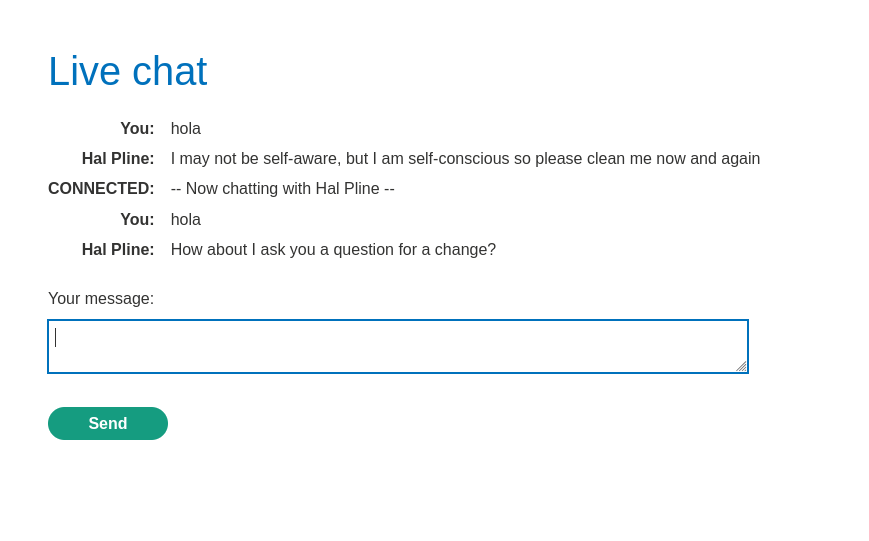 Live chat
You: hola
Hal Pline: I may not be self-aware, but I am self-conscious so please clean me now and again
CONNECTED: -- Now chatting with Hal Pline --
You: hola
Hal Pline: How about I ask you a question for a change?
Your message:
Send